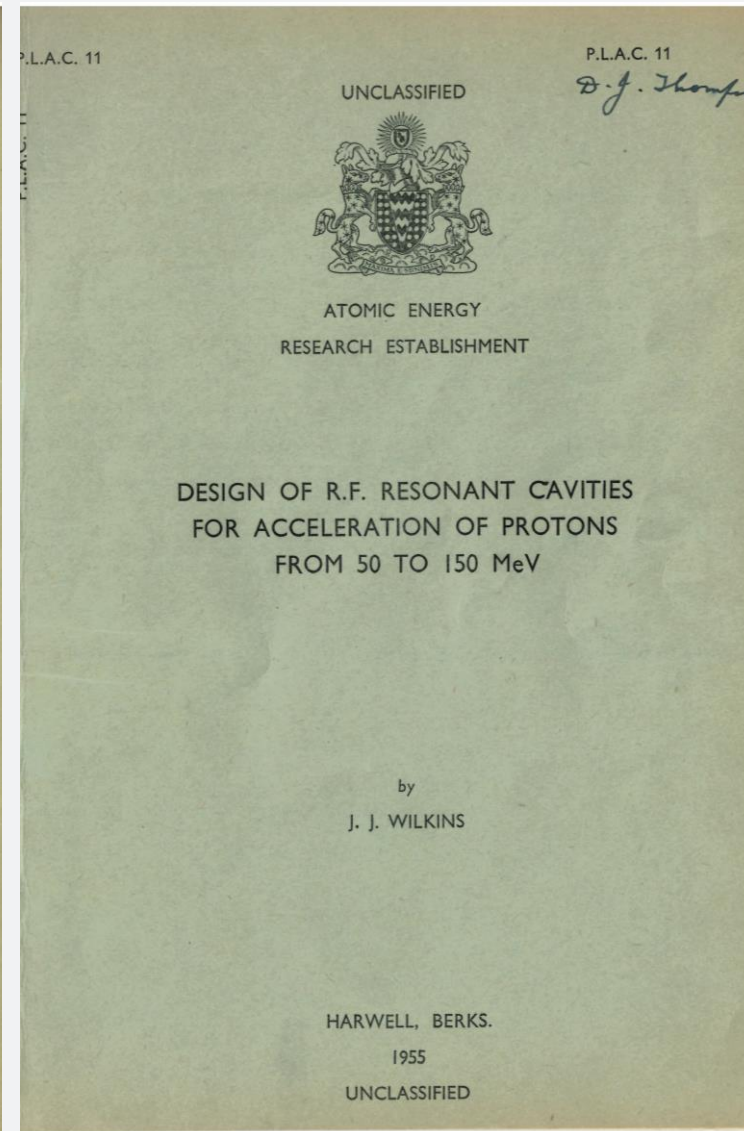 P.L.A.C. 11
P.L.A.C. 11
D. J.
UNCLASSIFIED
ATOMIC ENERGY
RESEARCH ESTABLISHMENT
DESIGN OF R.F. RESONANT CAVITIES
FOR ACCELERATION OF PROTONS
FROM 50 TO 150 MeV
by
J. J. WILKINS
HARWELL, BERKS.
1955
UNCLASSIFIED
P.L.A.C. 11